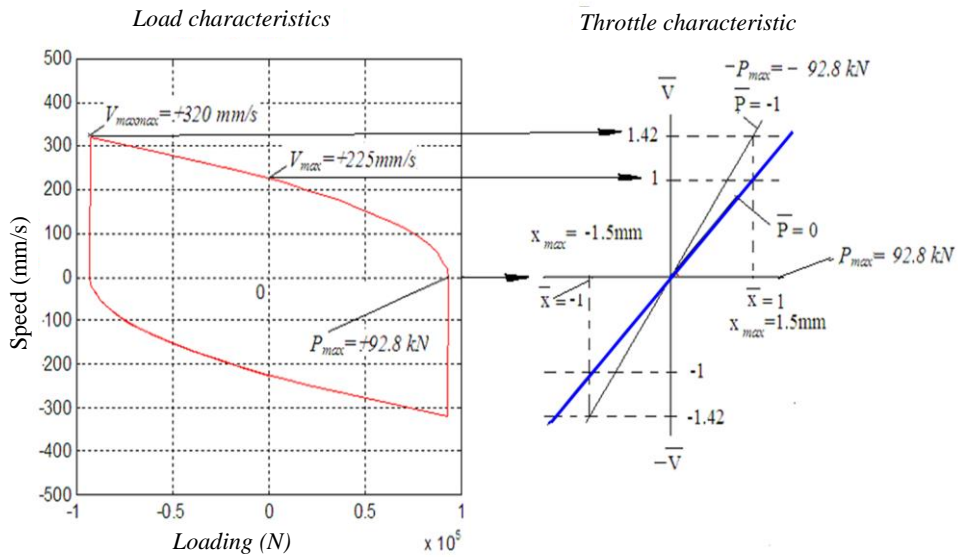 Load characteristics
Throttle characteristic
Speed (mm/s)
500
400
300
200
100
0
-100
-200
-300
-400
-500
-1
-0.5
0
0.5
1
x 10⁵
Loading (N)
Vmaxmax=+320 mm/s
Vmax=+225mm/s
0
Pmax=+92.8 kN
V̅
-Pmax= - 92.8 kN
P̅= -1
1.42
1
P̅= 0
xmax= -1.5mm
Pmax= 92.8 kN
x̅= -1
x̅= 1
xmax=1.5mm
-1
-1.42
-V̅